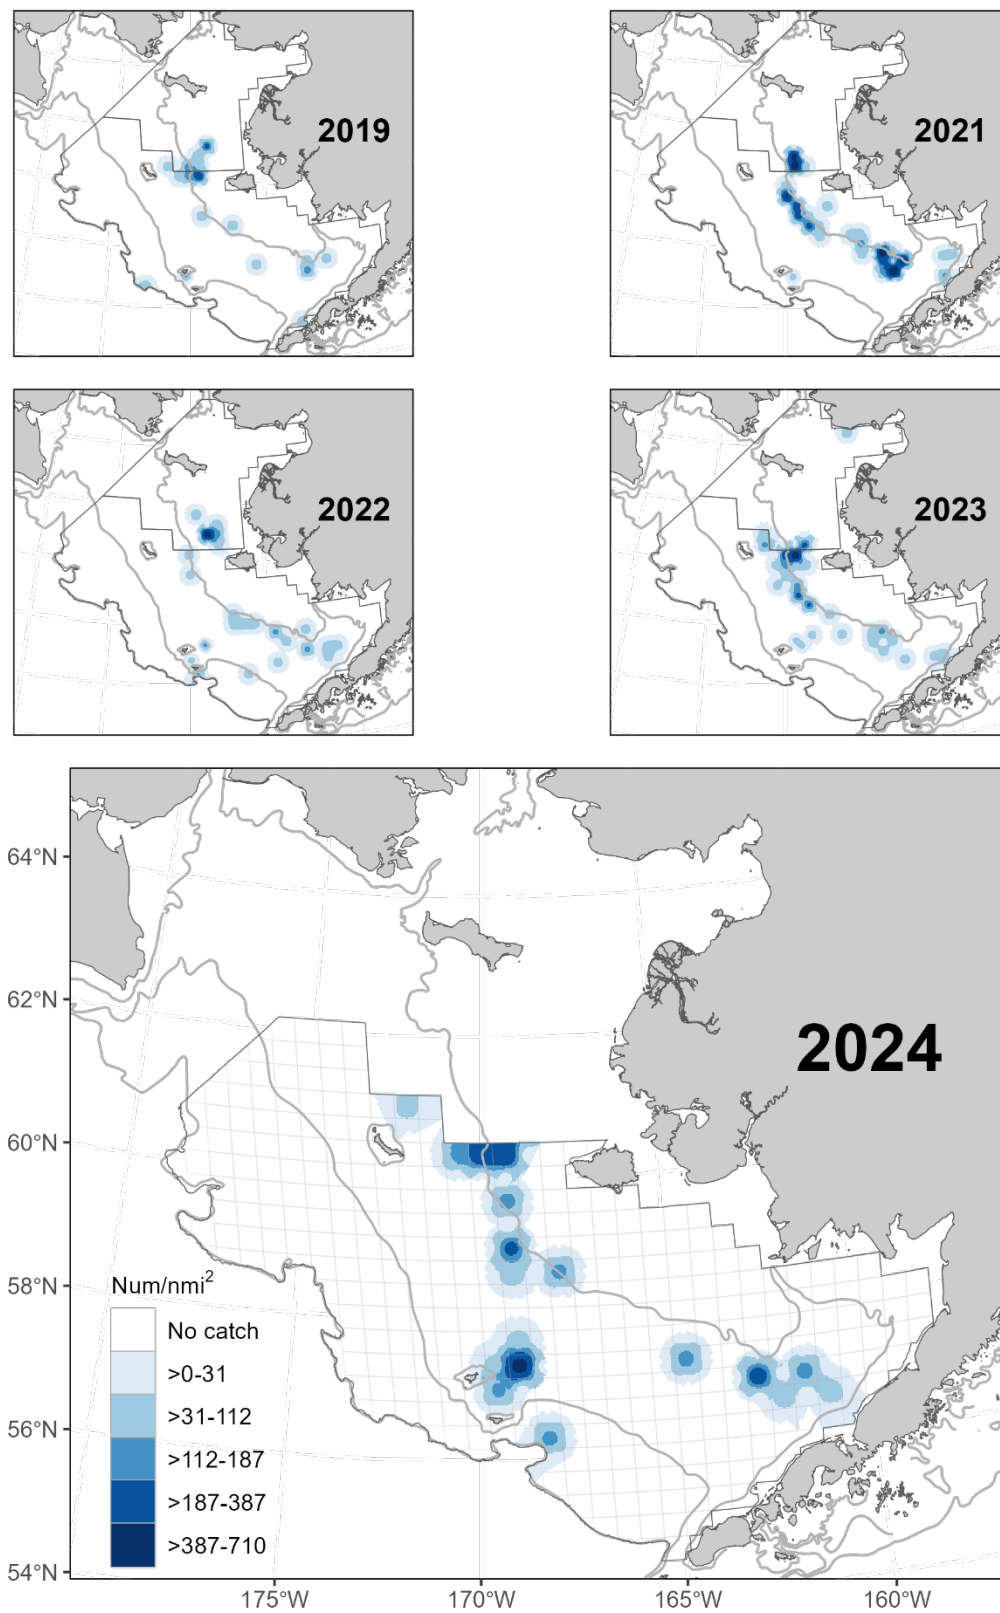 2019
2021
2022
2023
2024
64°N
62°N
60°N
58°N
56°N
54°N
Num/nmi²
No catch
>0-31
>31-112
>112-187
>187-387
>387-710
175°W
170°W
165°W
160°W